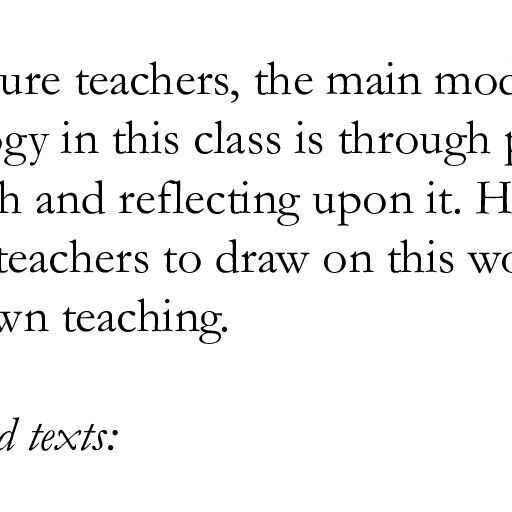 ure teachers, the main mod
gy in this class is through p
h and reflecting upon it. H
teachers to draw on this wo
wn teaching.
d texts: